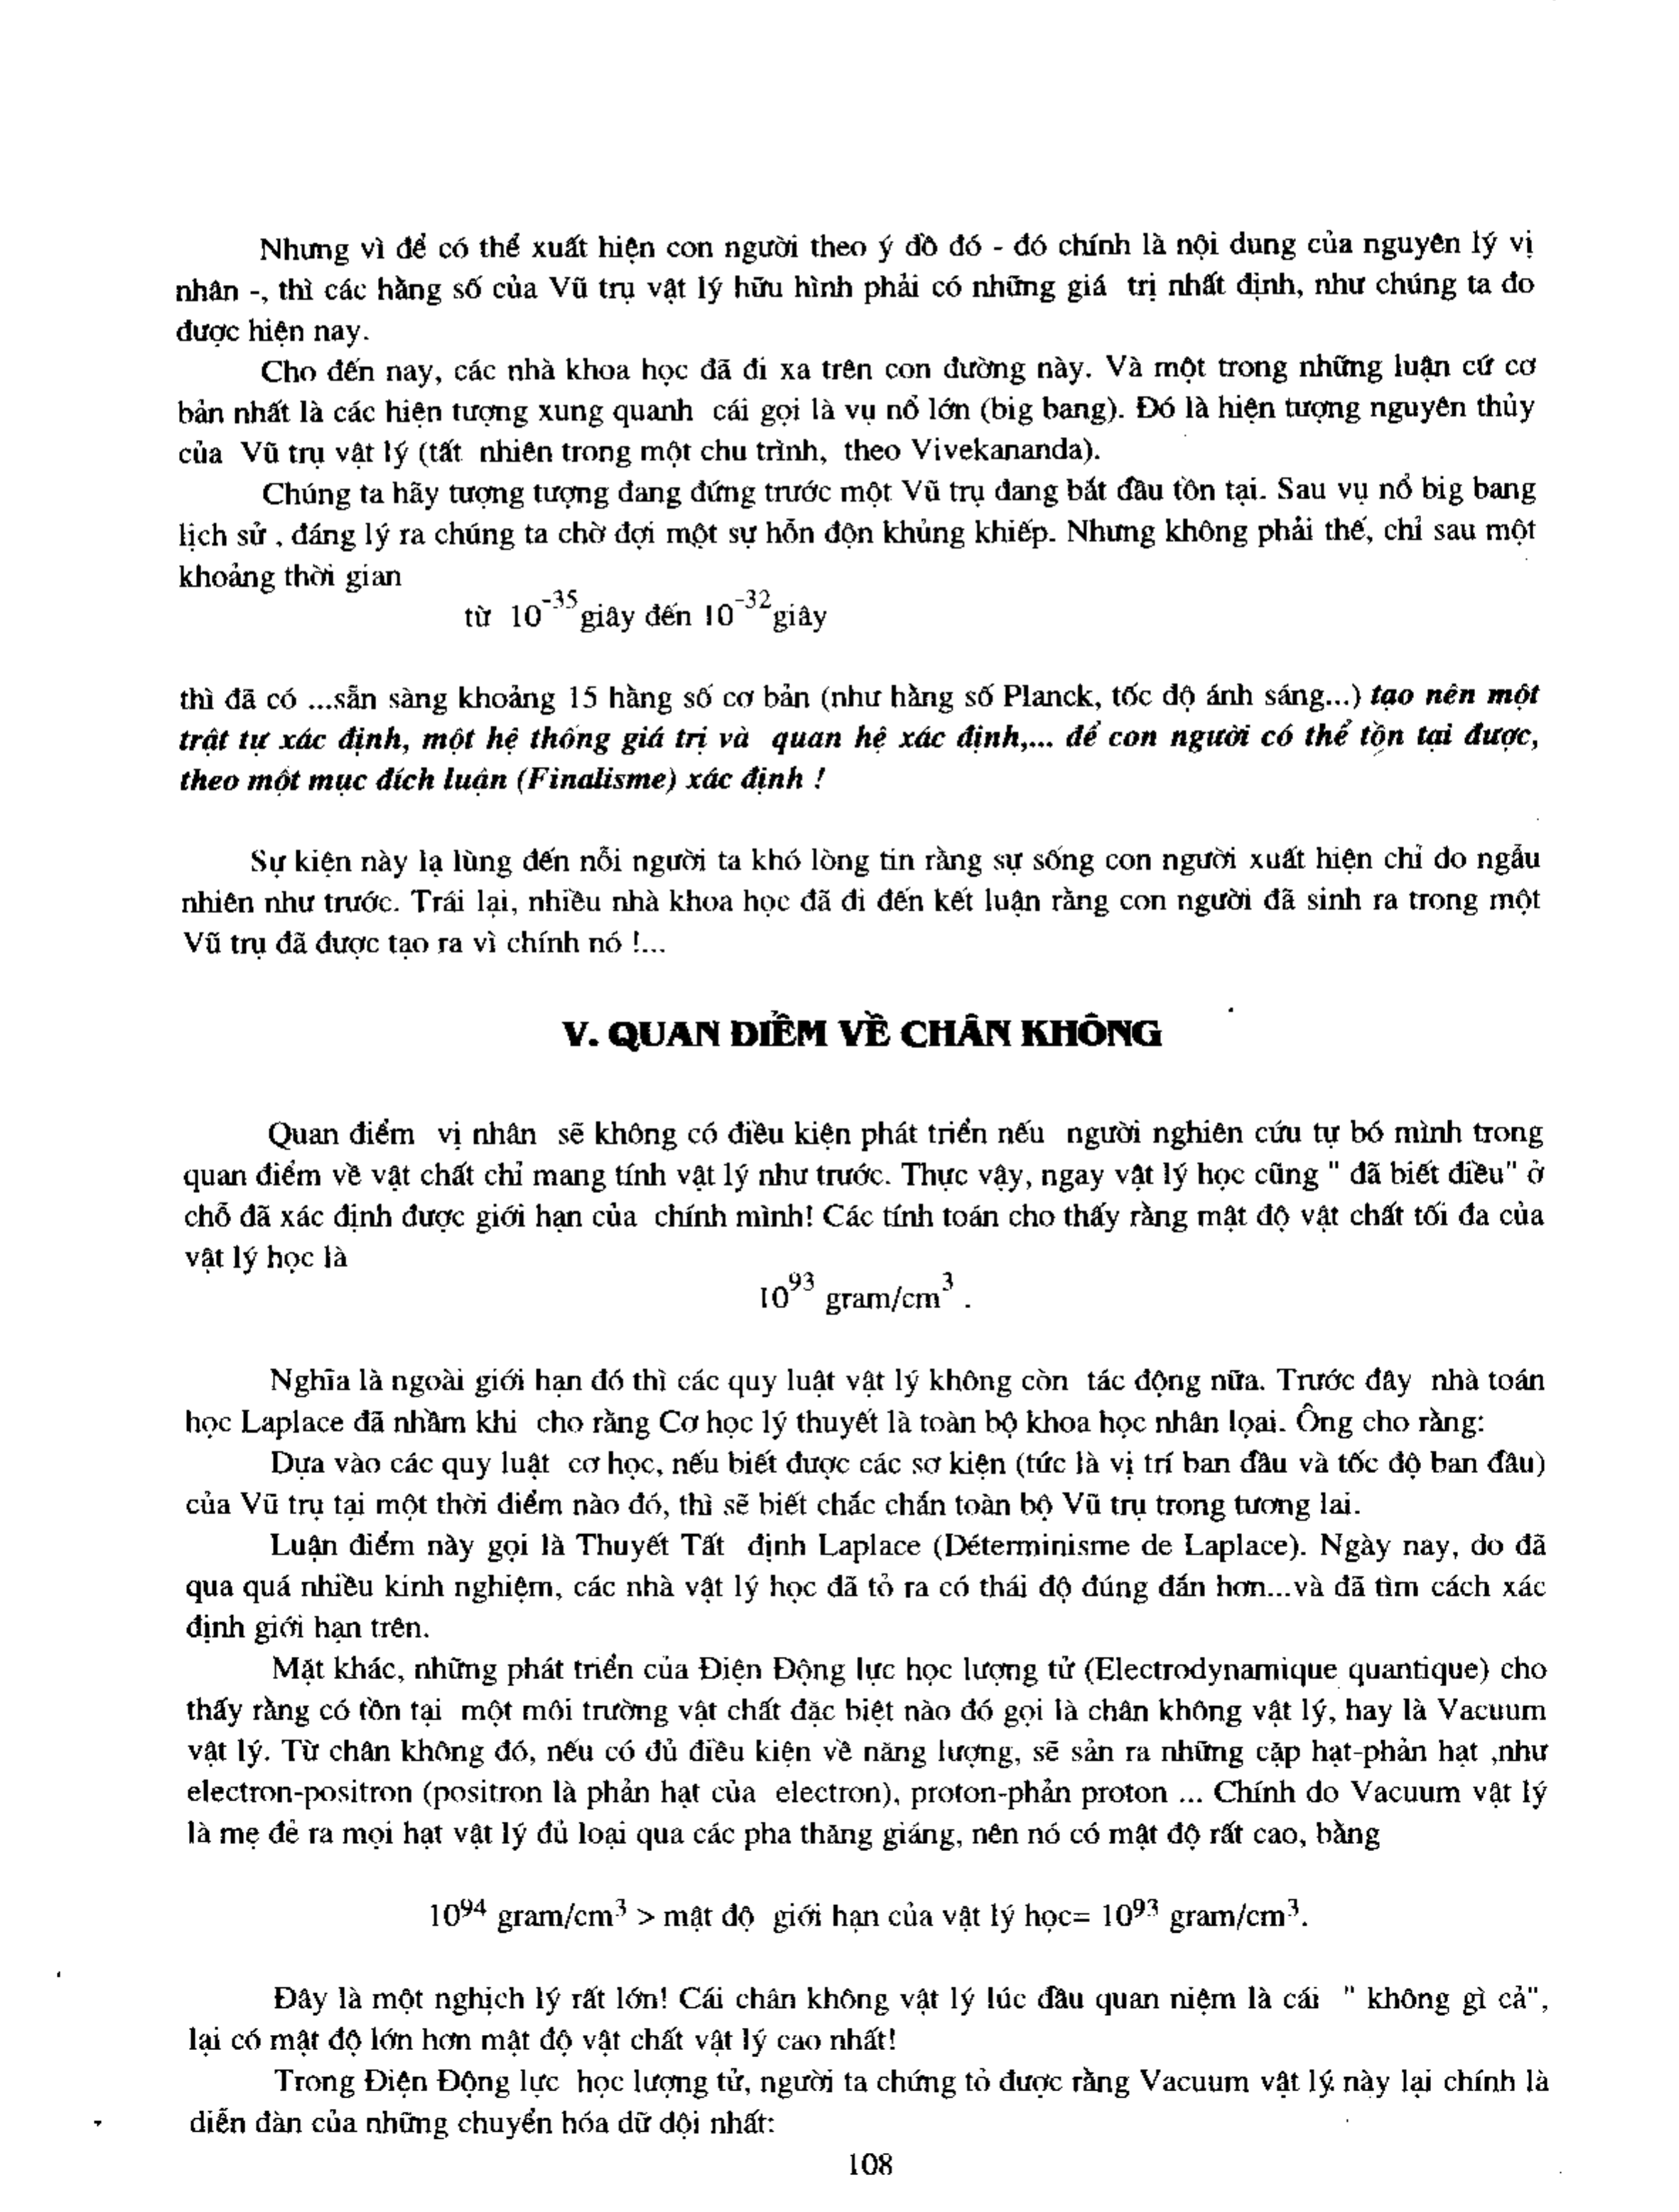 Nhưng vì để có thể xuất hiện con người theo ý đồ đó - đó chính là nội dung của nguyên lý vị
nhân -, thì các hằng số của Vũ trụ vật lý hữu hình phải có những giá trị nhất định, như chúng ta đo
được hiện nay.
Cho đến nay, các nhà khoa học đã đi xa trên con đường này. Và một trong những luận cứ cơ
bản nhất là các hiện tượng xung quanh cái gọi là vụ nổ lớn (big bang). Đó là hiện tượng nguyên thủy
của Vũ trụ vật lý (tất nhiên trong một chu trình, theo Vivekananda).
Chúng ta hãy tượng tượng đang đứng trước một Vũ trụ đang bắt đầu tồn tại. Sau vụ nổ big bang
lịch sử , đáng lý ra chúng ta chờ đợi một sự hỗn độn khủng khiếp. Nhưng không phải thế, chỉ sau một
khoảng thời gian
từ 10⁻³⁵ giây đến 10⁻³² giây
thì đã có ...sẵn sàng khoảng 15 hằng số cơ bản (như hằng số Planck, tốc độ ánh sáng...) tạo nên một
trật tự xác định, một hệ thống giá trị và quan hệ xác định,... để con người có thể tồn tại được,
theo một mục đích luận (Finalisme) xác định !
Sự kiện này lạ lùng đến nỗi người ta khó lòng tin rằng sự sống con người xuất hiện chỉ do ngẫu
nhiên như trước. Trái lại, nhiều nhà khoa học đã đi đến kết luận rằng con người đã sinh ra trong một
Vũ trụ đã được tạo ra vì chính nó !...
V. QUAN ĐIỂM VỀ CHÂN KHÔNG
Quan điểm vị nhân sẽ không có điều kiện phát triển nếu người nghiên cứu tự bó mình trong
quan điểm về vật chất chỉ mang tính vật lý như trước. Thực vậy, ngay vật lý học cũng " đã biết điều" ở
chỗ đã xác định được giới hạn của chính mình! Các tính toán cho thấy rằng mật độ vật chất tối đa của
vật lý học là
10⁹³ gram/cm³ .
Nghĩa là ngoài giới hạn đó thì các quy luật vật lý không còn tác động nữa. Trước đây nhà toán
học Laplace đã nhầm khi cho rằng Cơ học lý thuyết là toàn bộ khoa học nhân lọai. Ông cho rằng:
Dựa vào các quy luật cơ học, nếu biết được các sơ kiện (tức là vị trí ban đầu và tốc độ ban đầu)
của Vũ trụ tại một thời điểm nào đó, thì sẽ biết chắc chắn toàn bộ Vũ trụ trong tương lai.
Luận điểm này gọi là Thuyết Tất định Laplace (Déterminisme de Laplace). Ngày nay, do đã
qua quá nhiều kinh nghiệm, các nhà vật lý học đã tỏ ra có thái độ đúng đắn hơn...và đã tìm cách xác
định giới hạn trên.
Mặt khác, những phát triển của Điện Động lực học lượng tử (Electrodynamique quantique) cho
thấy rằng có tồn tại một môi trường vật chất đặc biệt nào đó gọi là chân không vật lý, hay là Vacuum
vật lý. Từ chân không đó, nếu có đủ điều kiện về năng lượng, sẽ sản ra những cặp hạt-phản hạt ,như
electron-positron (positron là phản hạt của electron), proton-phản proton ... Chính do Vacuum vật lý
là mẹ đẻ ra mọi hạt vật lý đủ loại qua các pha thăng giáng, nên nó có mật độ rất cao, bằng
10⁹⁴ gram/cm³ > mật độ giới hạn của vật lý học= 10⁹³ gram/cm³.
Đây là một nghịch lý rất lớn! Cái chân không vật lý lúc đầu quan niệm là cái " không gì cả",
lại có mật độ lớn hơn mật độ vật chất vật lý cao nhất!
Trong Điện Động lực học lượng tử, người ta chứng tỏ được rằng Vacuum vật lý này lại chính là
diễn đàn của những chuyển hóa dữ dội nhất:
108